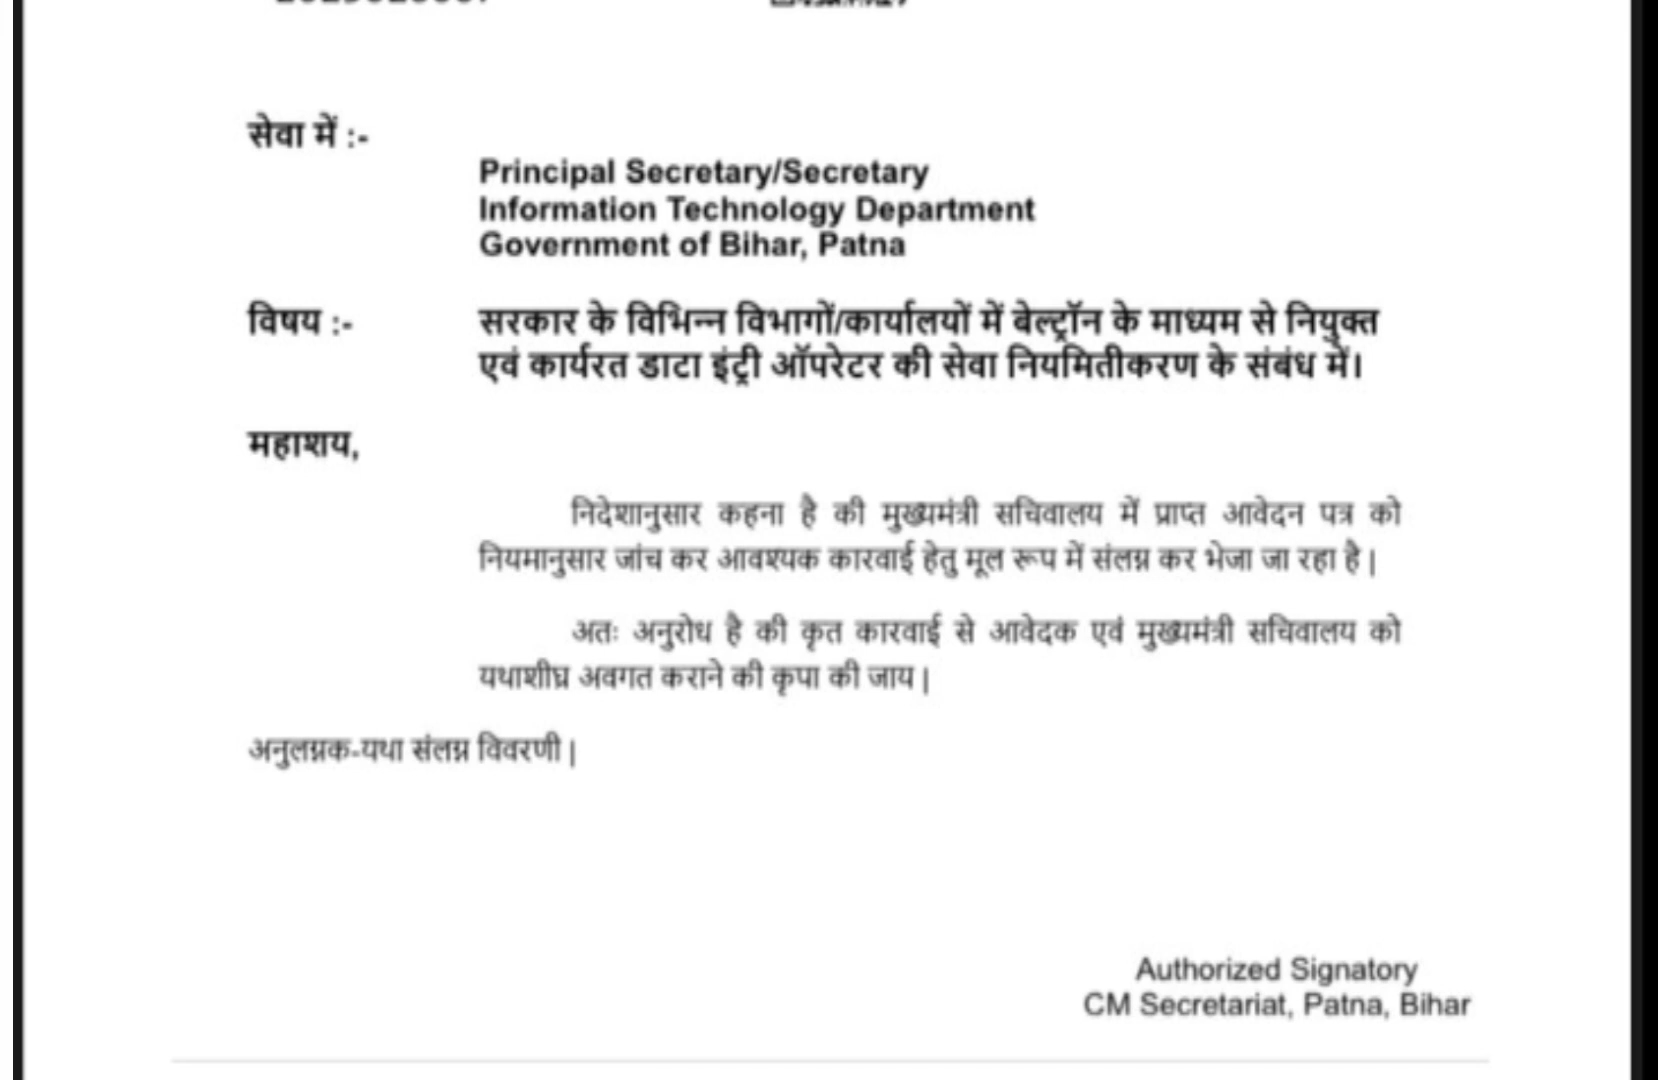 सेवा में :-
Principal Secretary/Secretary
Information Technology Department
Government of Bihar, Patna
विषय :- सरकार के विभिन्न विभागों/कार्यालयों में बेल्ट्रॉन के माध्यम से नियुक्त
एवं कार्यरत डाटा इंट्री ऑपरेटर की सेवा नियमितीकरण के संबंध में।
महाशय,
निदेशानुसार कहना है की मुख्यमंत्री सचिवालय में प्राप्त आवेदन पत्र को
नियमानुसार जांच कर आवश्यक कारवाई हेतु मूल रूप में संलग्न कर भेजा जा रहा है |
अतः अनुरोध है की कृत कारवाई से आवेदक एवं मुख्यमंत्री सचिवालय को
यथाशीघ्र अवगत कराने की कृपा की जाय |
अनुलग्नक-यथा संलग्न विवरणी |
Authorized Signatory
CM Secretariat, Patna, Bihar